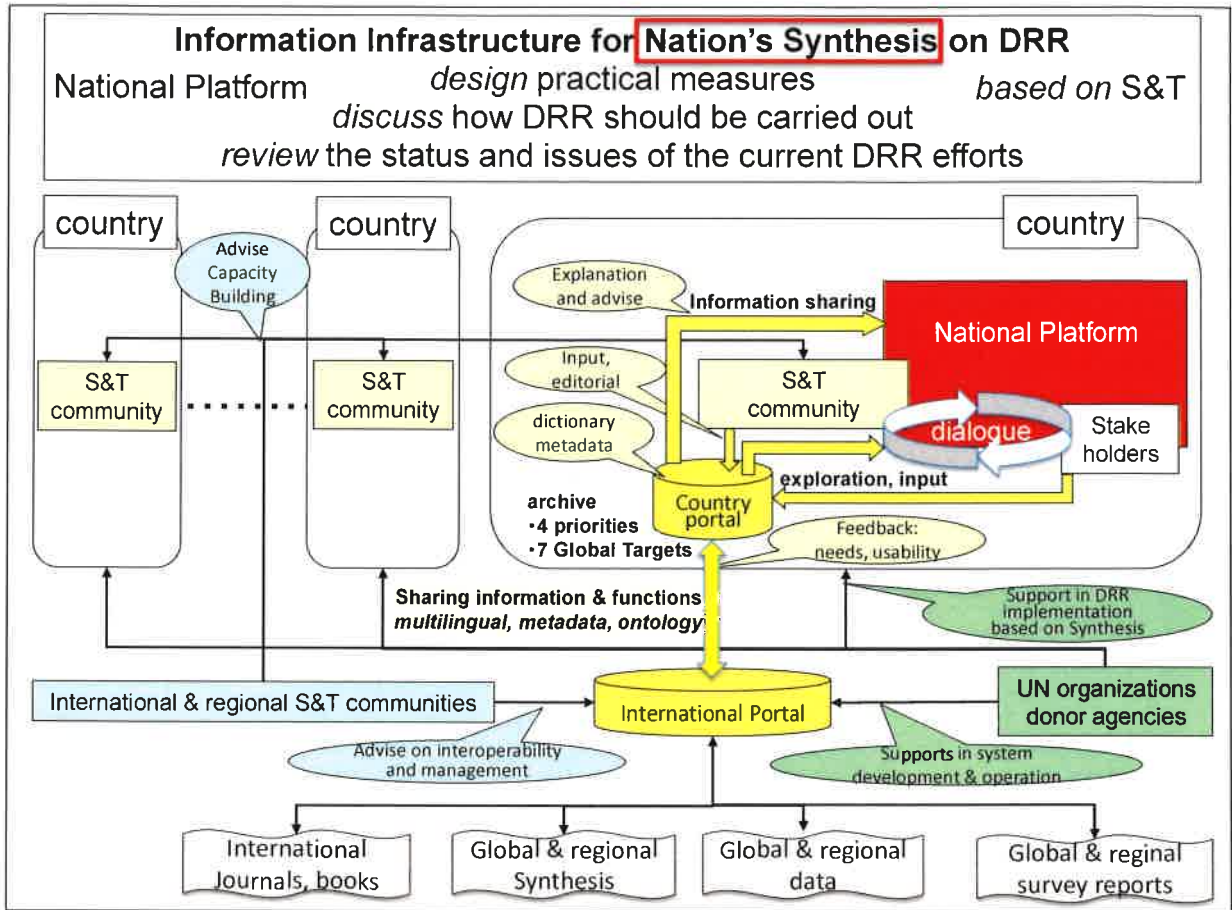 Information Infrastructure for Nation's Synthesis on DRR
National Platform design practical measures based on S&T
discuss how DRR should be carried out
review the status and issues of the current DRR efforts
country
country
country
Advise
Capacity
Building
Explanation
and advise
Information sharing
National Platform
S&T
community
S&T
community
Input,
editorial
S&T
community
dialogue
Stake
holders
dictionary
metadata
exploration, input
Country
portal
archive
・4 priorities
・7 Global Targets
Feedback:
needs, usability
Sharing information & functions
multilingual, metadata, ontology
Support in DRR
implementation
based on Synthesis
International & regional S&T communities
International Portal
UN organizations
donor agencies
Advise on interoperability
and management
Supports in system
development & operation
International
Journals, books
Global & regional
Synthesis
Global & regional
data
Global & reginal
survey reports